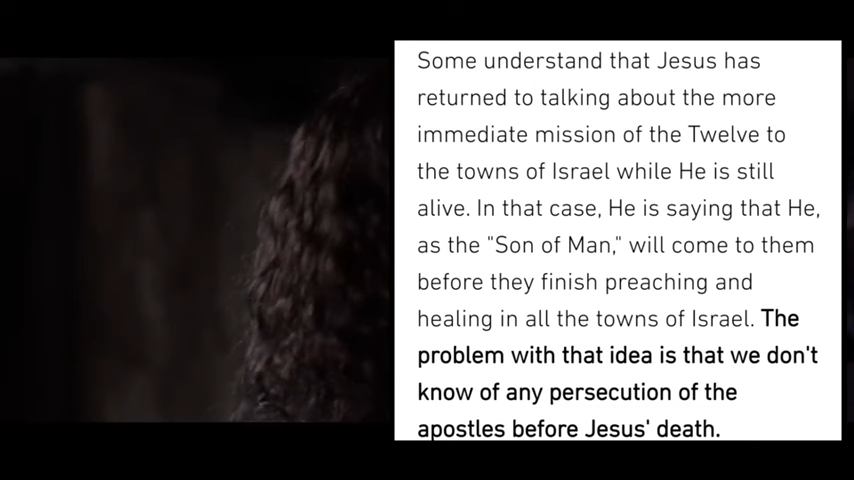 Some understand that Jesus has
returned to talking about the more
immediate mission of the Twelve to
the towns of Israel while He is still
alive. In that case, He is saying that He,
as the "Son of Man," will come to them
before they finish preaching and
healing in all the towns of Israel. The
problem with that idea is that we don't
know of any persecution of the
apostles before Jesus' death.